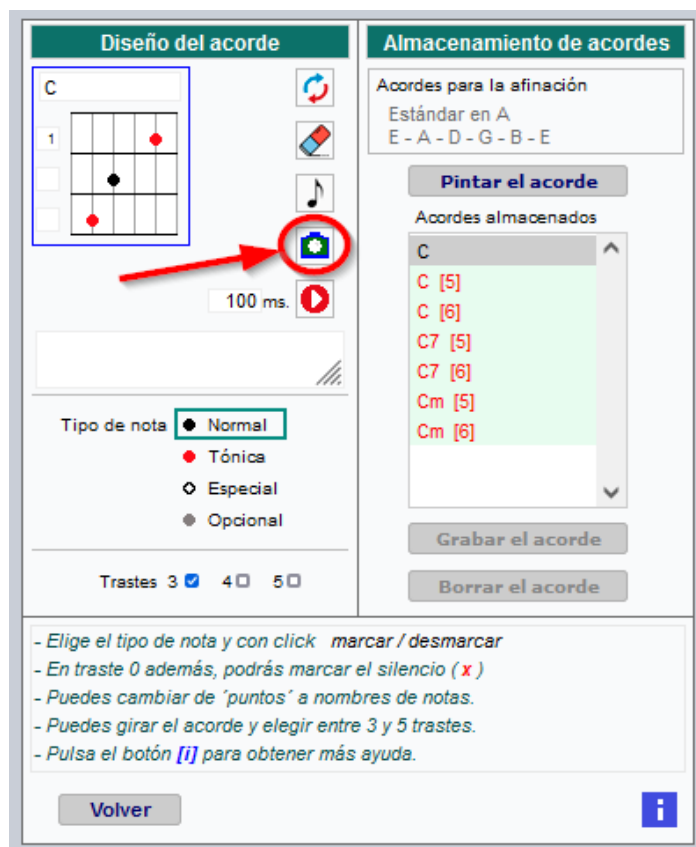 Diseño del acorde
C
1
100 ms.
Tipo de nota
Normal
Tónica
Especial
Opcional
Trastes 3 4 5
Almacenamiento de acordes
Acordes para la afinación
Estándar en A
E - A - D - G - B - E
Pintar el acorde
Acordes almacenados
C
C [5]
C [6]
C7 [5]
C7 [6]
Cm [5]
Cm [6]
Grabar el acorde
Borrar el acorde
- Elige el tipo de nota y con click marcar / desmarcar
- En traste 0 además, podrás marcar el silencio ( x )
- Puedes cambiar de ´puntos´ a nombres de notas.
- Puedes girar el acorde y elegir entre 3 y 5 trastes.
- Pulsa el botón [i] para obtener más ayuda.
Volver
i